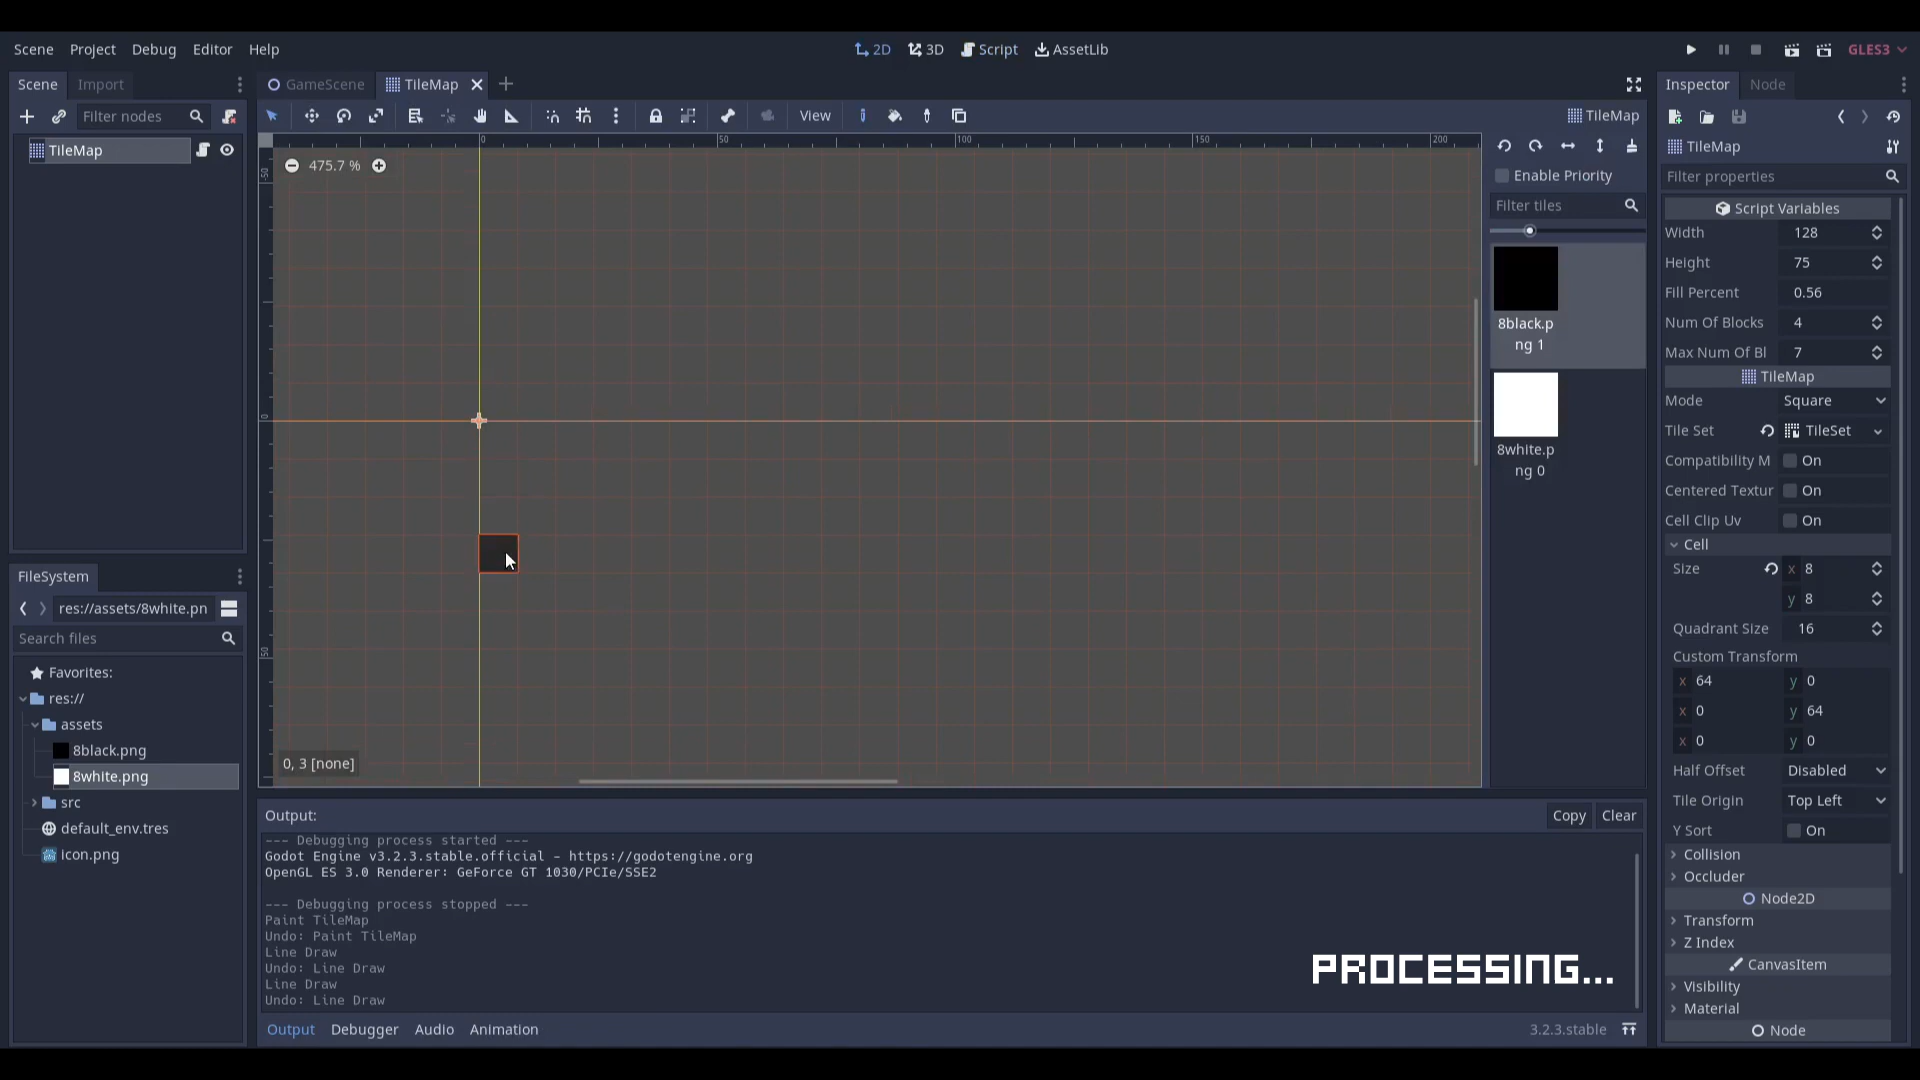 Scene Project Debug Editor Help
2D 3D Script AssetLib
GLES3
Scene Import
Filter nodes
TileMap
GameScene TileMap
View
TileMap
475.7 %
0 50 100 150 200
-50
0
50
0, 3 [none]
Enable Priority
Filter tiles
8black.p
ng 1
8white.p
ng 0
FileSystem
res://assets/8white.pn
Search files
Favorites:
res://
assets
8black.png
8white.png
src
default_env.tres
icon.png
Output:
Copy Clear
--- Debugging process started ---
Godot Engine v3.2.3.stable.official - https://godotengine.org
OpenGL ES 3.0 Renderer: GeForce GT 1030/PCIe/SSE2
--- Debugging process stopped ---
Paint TileMap
Undo: Paint TileMap
Line Draw
Undo: Line Draw
Line Draw
Undo: Line Draw
PROCESSING...
Output Debugger Audio Animation
3.2.3.stable
Inspector Node
TileMap
Filter properties
Script Variables
Width 128
Height 75
Fill Percent 0.56
Num Of Blocks 4
Max Num Of Bl 7
TileMap
Mode Square
Tile Set TileSet
Compatibility M On
Centered Textur On
Cell Clip Uv On
Cell
Size x 8
y 8
Quadrant Size 16
Custom Transform
x 64 y 0
x 0 y 64
x 0 y 0
Half Offset Disabled
Tile Origin Top Left
Y Sort On
Collision
Occluder
Node2D
Transform
Z Index
CanvasItem
Visibility
Material
Node